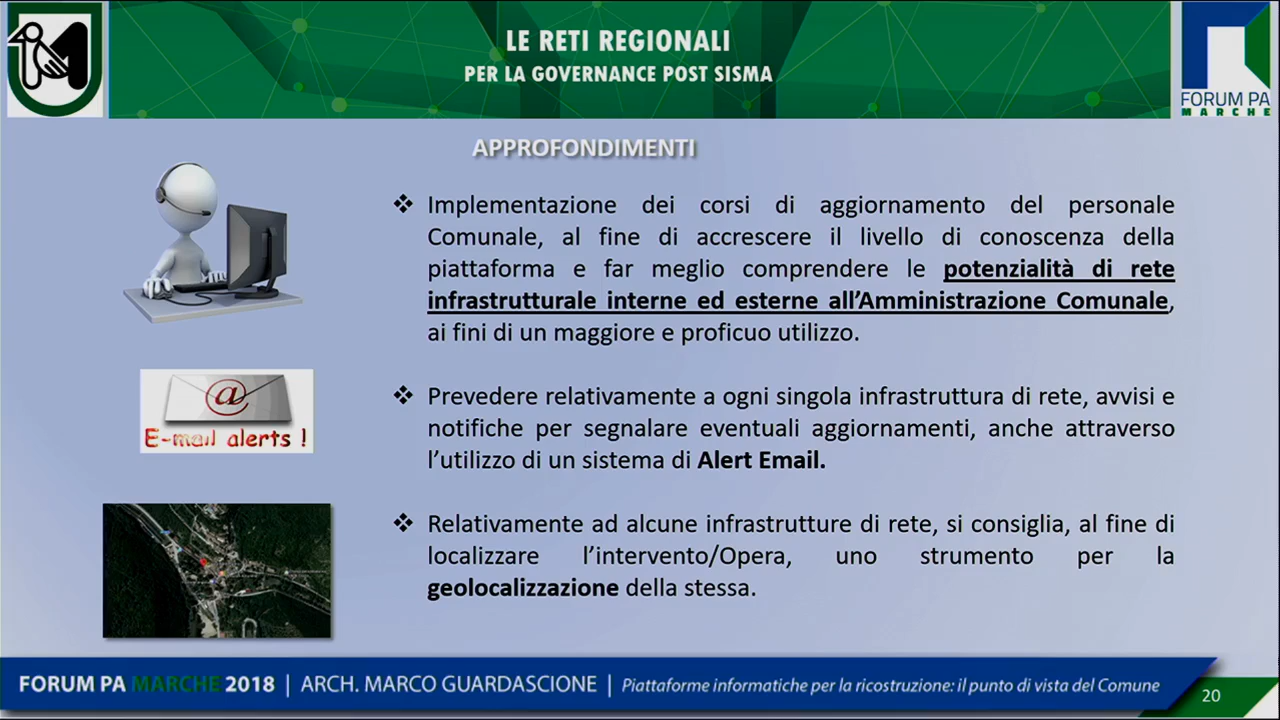 LE RETI REGIONALI
PER LA GOVERNANCE POST SISMA
FORUM PA
MARCHE
APPROFONDIMENTI
❖ Implementazione dei corsi di aggiornamento del personale
Comunale, al fine di accrescere il livello di conoscenza della
piattaforma e far meglio comprendere le potenzialità di rete
infrastrutturale interne ed esterne all’Amministrazione Comunale,
ai fini di un maggiore e proficuo utilizzo.
@
E-mail alerts !
❖ Prevedere relativamente a ogni singola infrastruttura di rete, avvisi e
notifiche per segnalare eventuali aggiornamenti, anche attraverso
l’utilizzo di un sistema di Alert Email.
❖ Relativamente ad alcune infrastrutture di rete, si consiglia, al fine di
localizzare l’intervento/Opera, uno strumento per la
geolocalizzazione della stessa.
FORUM PA MARCHE 2018 | ARCH. MARCO GUARDASCIONE | Piattaforme informatiche per la ricostruzione: il punto di vista del Comune
20